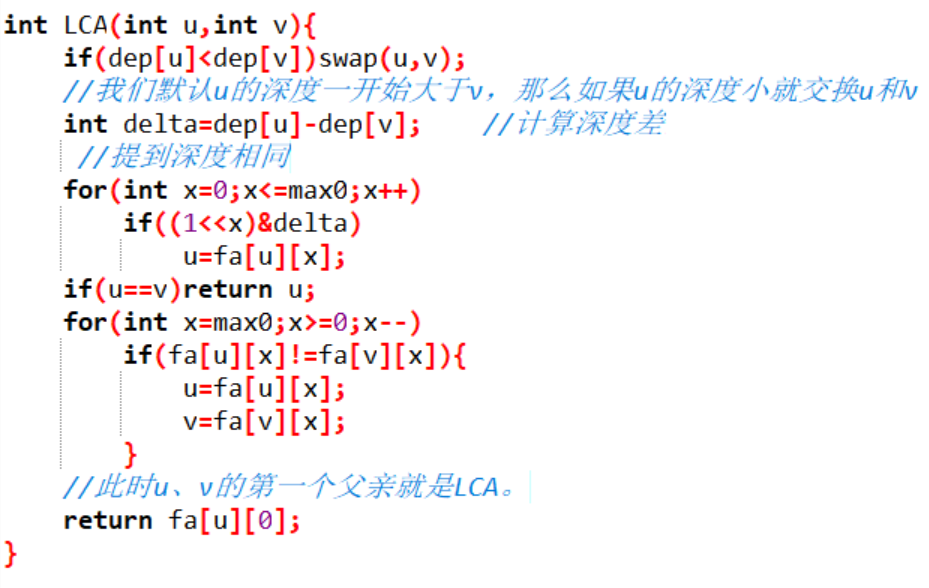 int LCA(int u,int v){
    if(dep[u]<dep[v])swap(u,v);
    //我们默认u的深度一开始大于v，那么如果u的深度小就交换u和v
    int delta=dep[u]-dep[v];    //计算深度差
     //提到深度相同
    for(int x=0;x<=max0;x++)
        if((1<<x)&delta)
            u=fa[u][x];
    if(u==v)return u;
    for(int x=max0;x>=0;x--)
        if(fa[u][x]!=fa[v][x]){
            u=fa[u][x];
            v=fa[v][x];
        }
    //此时u、v的第一个父亲就是LCA。
    return fa[u][0];
}